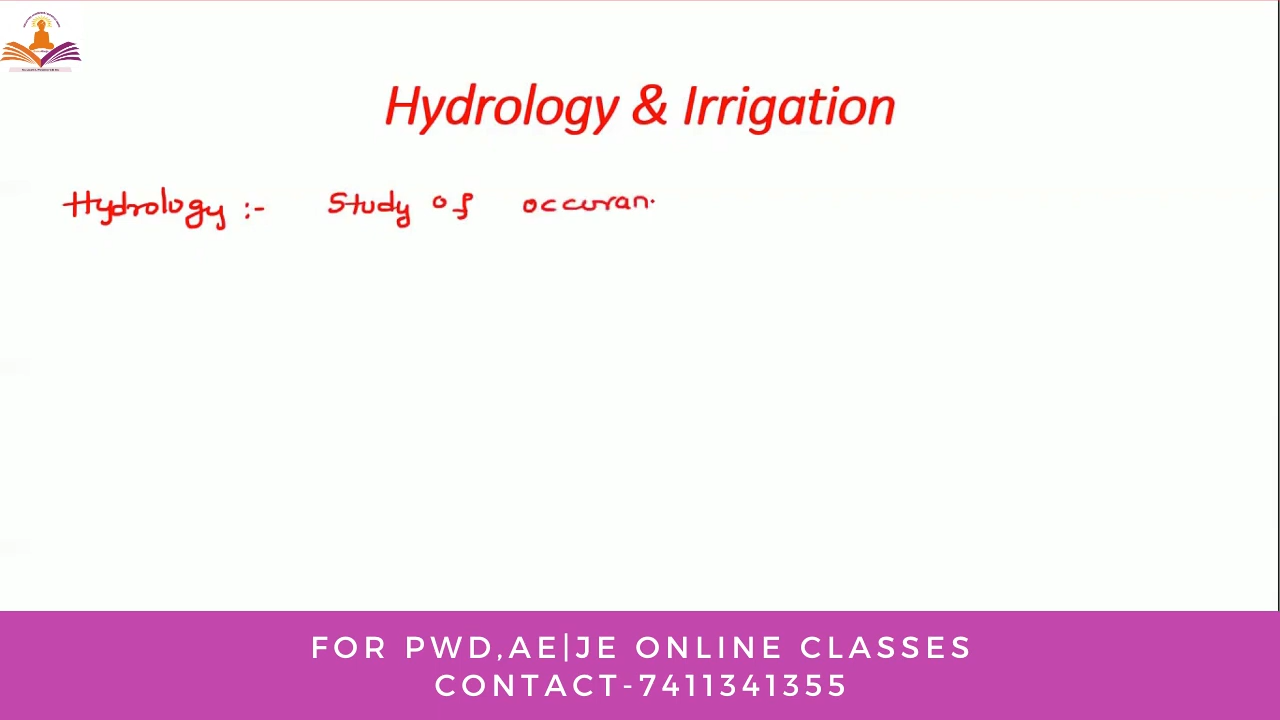 Hydrology & Irrigation
Hydrology :- Study of occuran
FOR PWD,AE|JE ONLINE CLASSES
CONTACT-7411341355